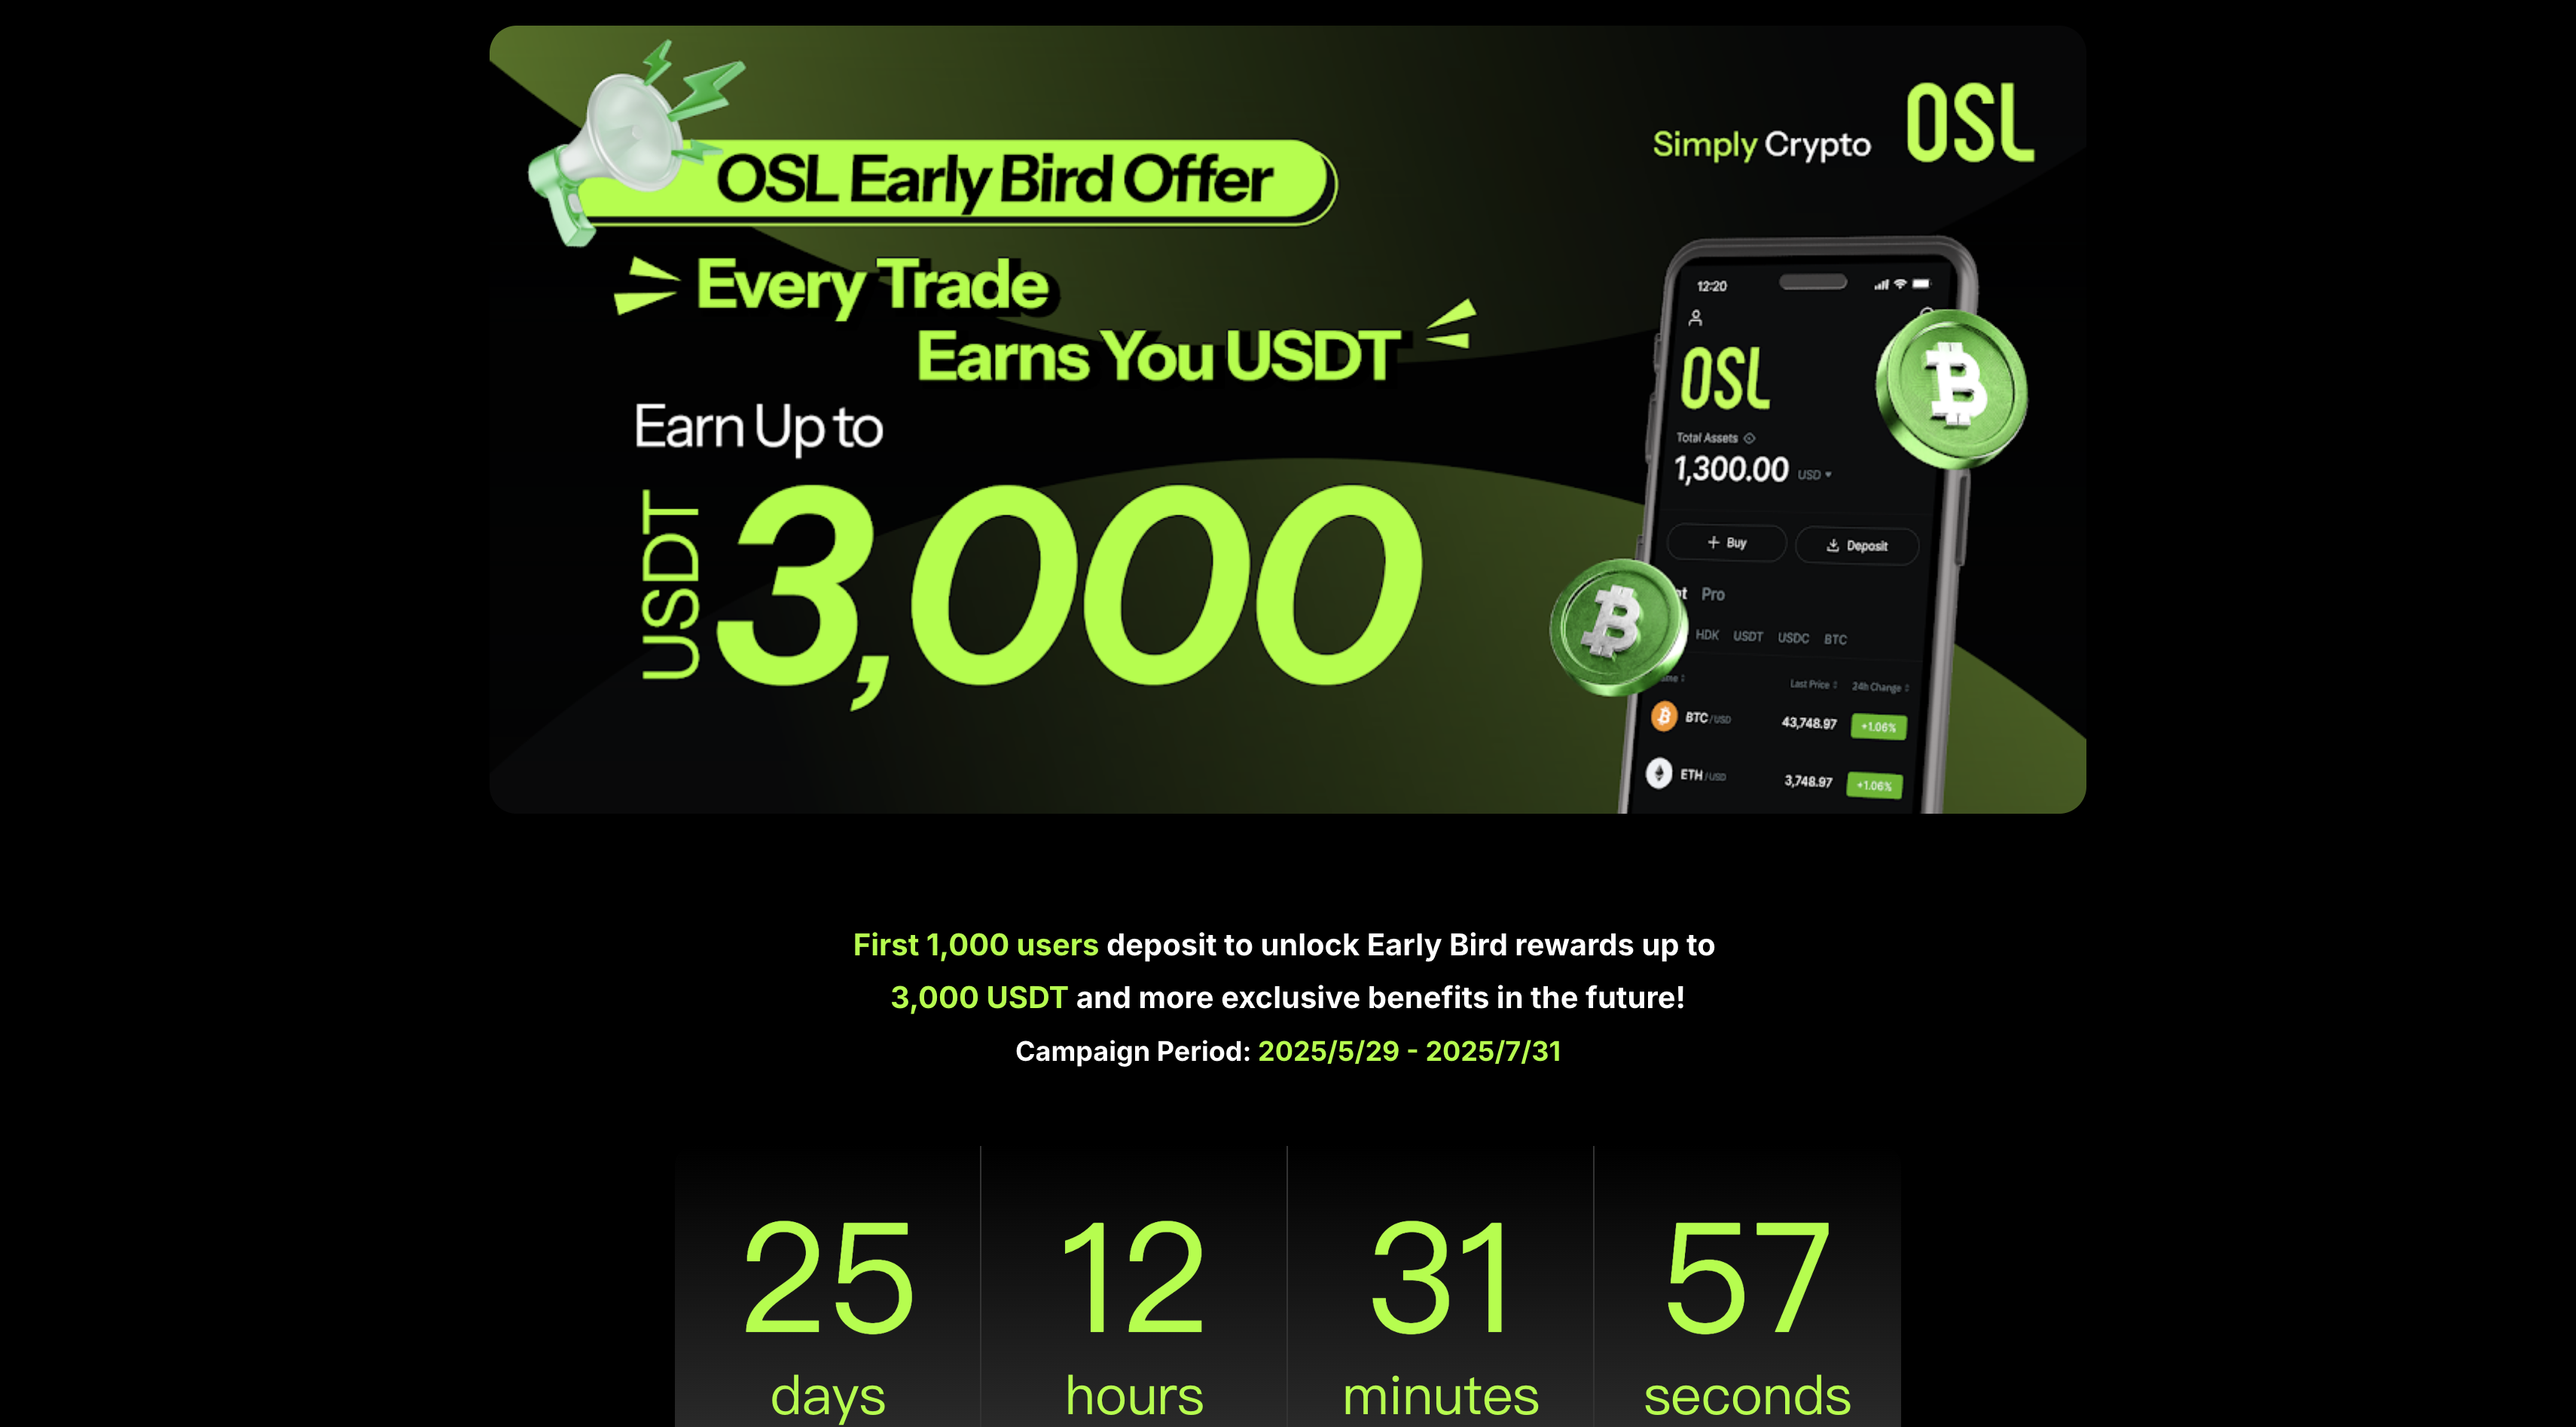 OSL Early Bird Offer
Simply Crypto OSL
Every Trade
Earns You USDT
Earn Up to
USDT 3,000
12:20
OSL
Total Assets
1,300.00 USD
+ Buy
Deposit
Pro
HDK USDT USDC BTC
Last Price 24h Change
BTC/USD 43,748.97 +1.06%
ETH/USD 3,748.97 +1.06%
First 1,000 users deposit to unlock Early Bird rewards up to
3,000 USDT and more exclusive benefits in the future!
Campaign Period: 2025/5/29 - 2025/7/31
25 12 31 57
days hours minutes seconds